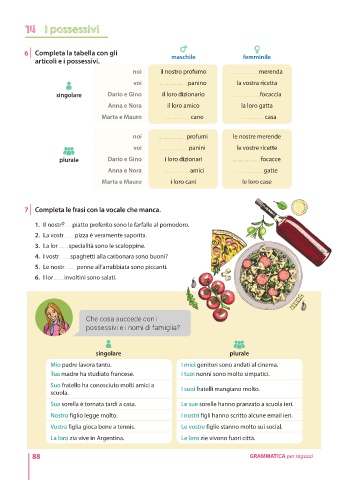 14 I possessivi
6 Completa la tabella con gli
articoli e i possessivi.
maschile femminile
noi il nostro profumo ............... merenda
voi ............... panino la vostra ricetta
singolare Dario e Gino il loro dizionario ............... focaccia
Anna e Nora il loro amico la loro gatta
Marta e Mauro ............... cane ............... casa
noi ............... profumi le nostre merende
voi ............... panini le vostre ricette
plurale Dario e Gino i loro dizionari ............... focacce
Anna e Nora ............... amici ............... gatte
Marta e Mauro i loro cani le loro case
7 Completa le frasi con la vocale che manca.
1. Il nostro piatto preferito sono le farfalle al pomodoro.
2. La vostr...... pizza è veramente saporita.
3. La lor...... specialità sono le scaloppine.
4. I vostr...... spaghetti alla carbonara sono buoni?
5. Le nostr...... penne all'arrabbiata sono piccanti.
6. I lor...... involtini sono salati.
Che cosa succede con i
possessivi e i nomi di famiglia?
singolare plurale
Mio padre lavora tanto. I miei genitori sono andati al cinema.
Tua madre ha studiato francese. I tuoi nonni sono molto simpatici.
Suo fratello ha conosciuto molti amici a
scuola. I suoi fratelli mangiano molto.
Sua sorella è tornata tardi a casa. Le sue sorelle hanno pranzato a scuola ieri.
Nostro figlio legge molto. I nostri figli hanno scritto alcune email ieri.
Vostra figlia gioca bene a tennis. Le vostre figlie stanno molto sui social.
La loro zia vive in Argentina. Le loro zie vivono fuori città.
88 GRAMMATICA per ragazzi